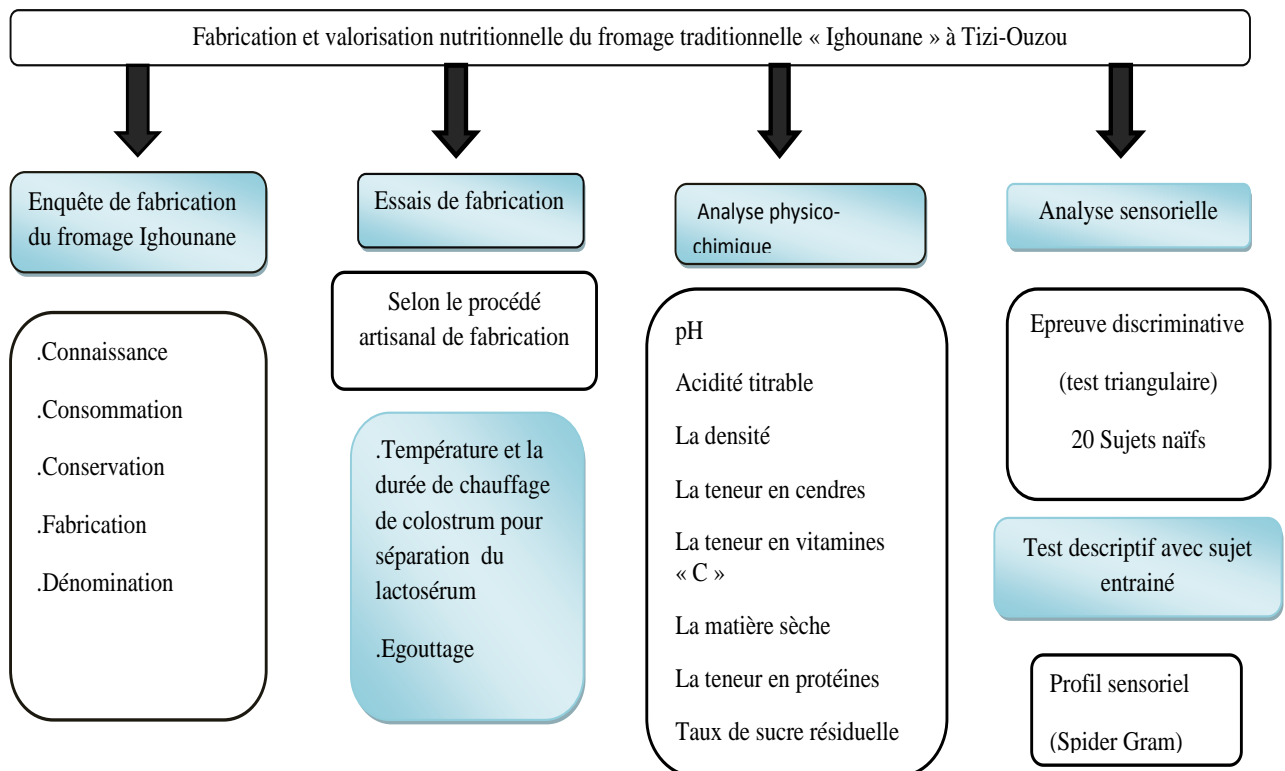 Fabrication et valorisation nutritionnelle du fromage traditionnelle « Ighounane » à Tizi-Ouzou
Enquête de fabrication
du fromage Ighounane
.Connaissance
.Consommation
.Conservation
.Fabrication
.Dénomination
Essais de fabrication
Selon le procédé
artisanal de fabrication
.Température et la
durée de chauffage
de colostrum pour
séparation du
lactosérum
.Egouttage
Analyse physico-
chimique
pH
Acidité titrable
La densité
La teneur en cendres
La teneur en vitamines
« C »
La matière sèche
La teneur en protéines
Taux de sucre résiduelle
Analyse sensorielle
Epreuve discriminative
(test triangulaire)
20 Sujets naïfs
Test descriptif avec sujet
entrainé
Profil sensoriel
(Spider Gram)